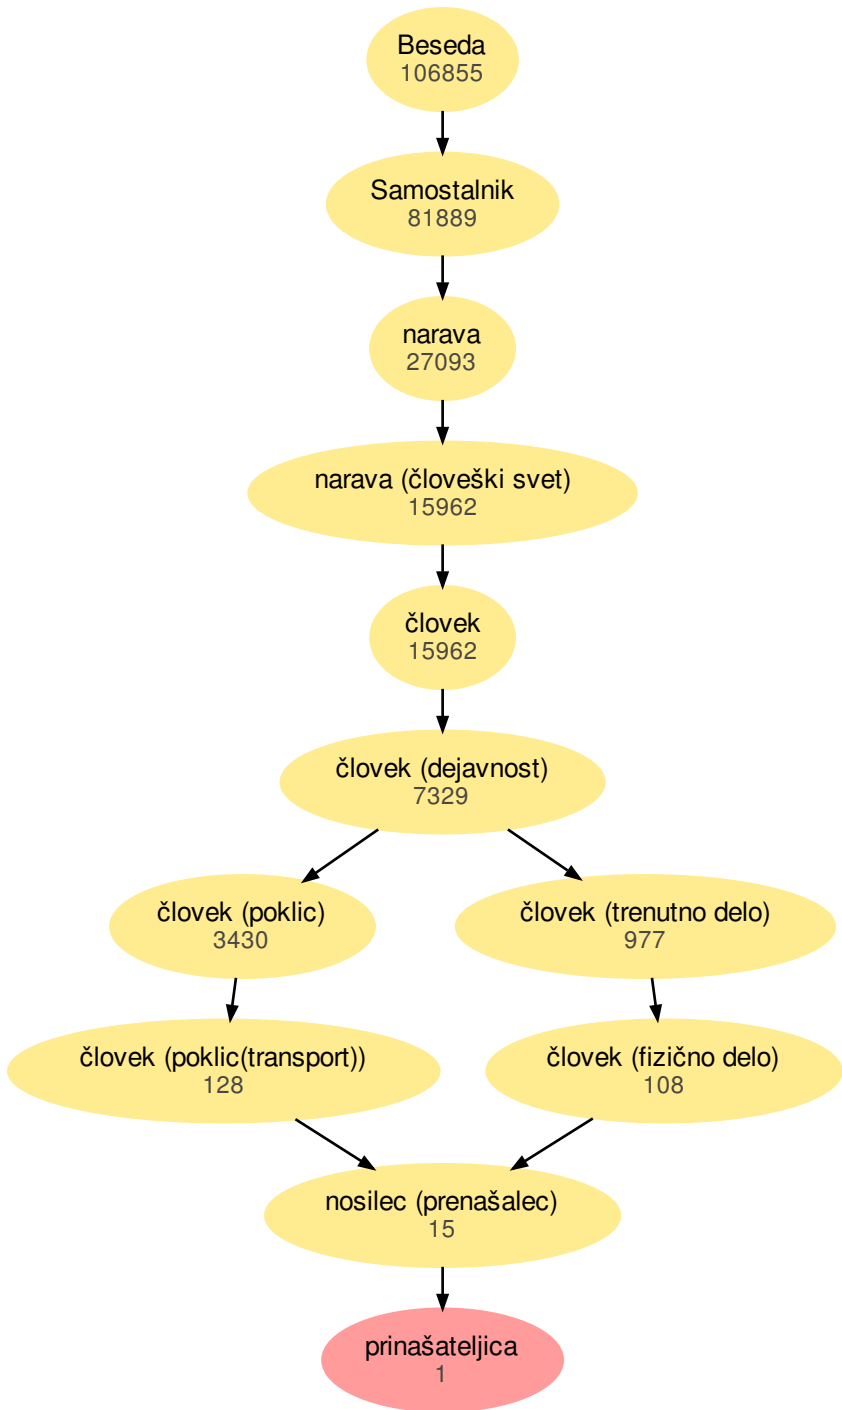 Beseda
106855
Samostalnik
81889
narava
27093
narava (človeški svet)
15962
človek
15962
človek (dejavnost)
7329
človek (poklic)
3430
človek (trenutno delo)
977
človek (poklic(transport))
128
človek (fizično delo)
108
nosilec (prenašalec)
15
prinašateljica
1